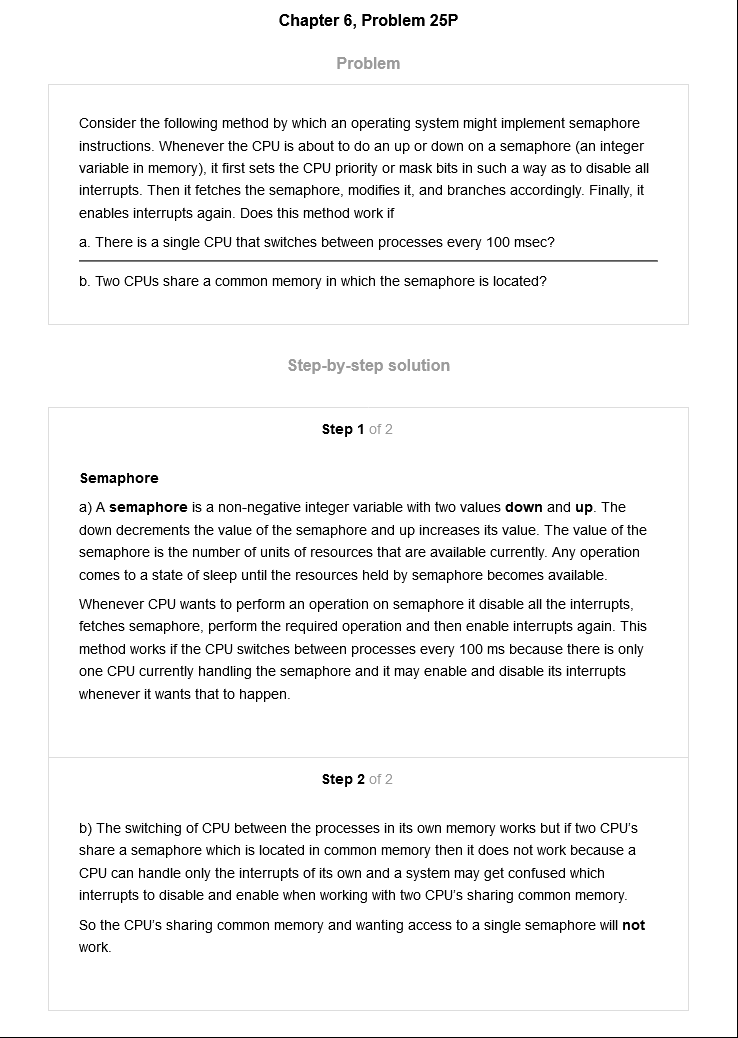 Chapter 6, Problem 25P
Problem
Consider the following method by which an operating system might implement semaphore
instructions. Whenever the CPU is about to do an up or down on a semaphore (an integer
variable in memory), it first sets the CPU priority or mask bits in such a way as to disable all
interrupts. Then it fetches the semaphore, modifies it, and branches accordingly. Finally, it
enables interrupts again. Does this method work if
a. There is a single CPU that switches between processes every 100 msec?
b. Two CPUs share a common memory in which the semaphore is located?
Step-by-step solution
Step 1 of 2
Semaphore
a) A semaphore is a non-negative integer variable with two values down and up. The
down decrements the value of the semaphore and up increases its value. The value of the
semaphore is the number of units of resources that are available currently. Any operation
comes to a state of sleep until the resources held by semaphore becomes available.
Whenever CPU wants to perform an operation on semaphore it disable all the interrupts,
fetches semaphore, perform the required operation and then enable interrupts again. This
method works if the CPU switches between processes every 100 ms because there is only
one CPU currently handling the semaphore and it may enable and disable its interrupts
whenever it wants that to happen.
Step 2 of 2
b) The switching of CPU between the processes in its own memory works but if two CPU's
share a semaphore which is located in common memory then it does not work because a
CPU can handle only the interrupts of its own and a system may get confused which
interrupts to disable and enable when working with two CPU's sharing common memory.
So the CPU's sharing common memory and wanting access to a single semaphore will not
work.